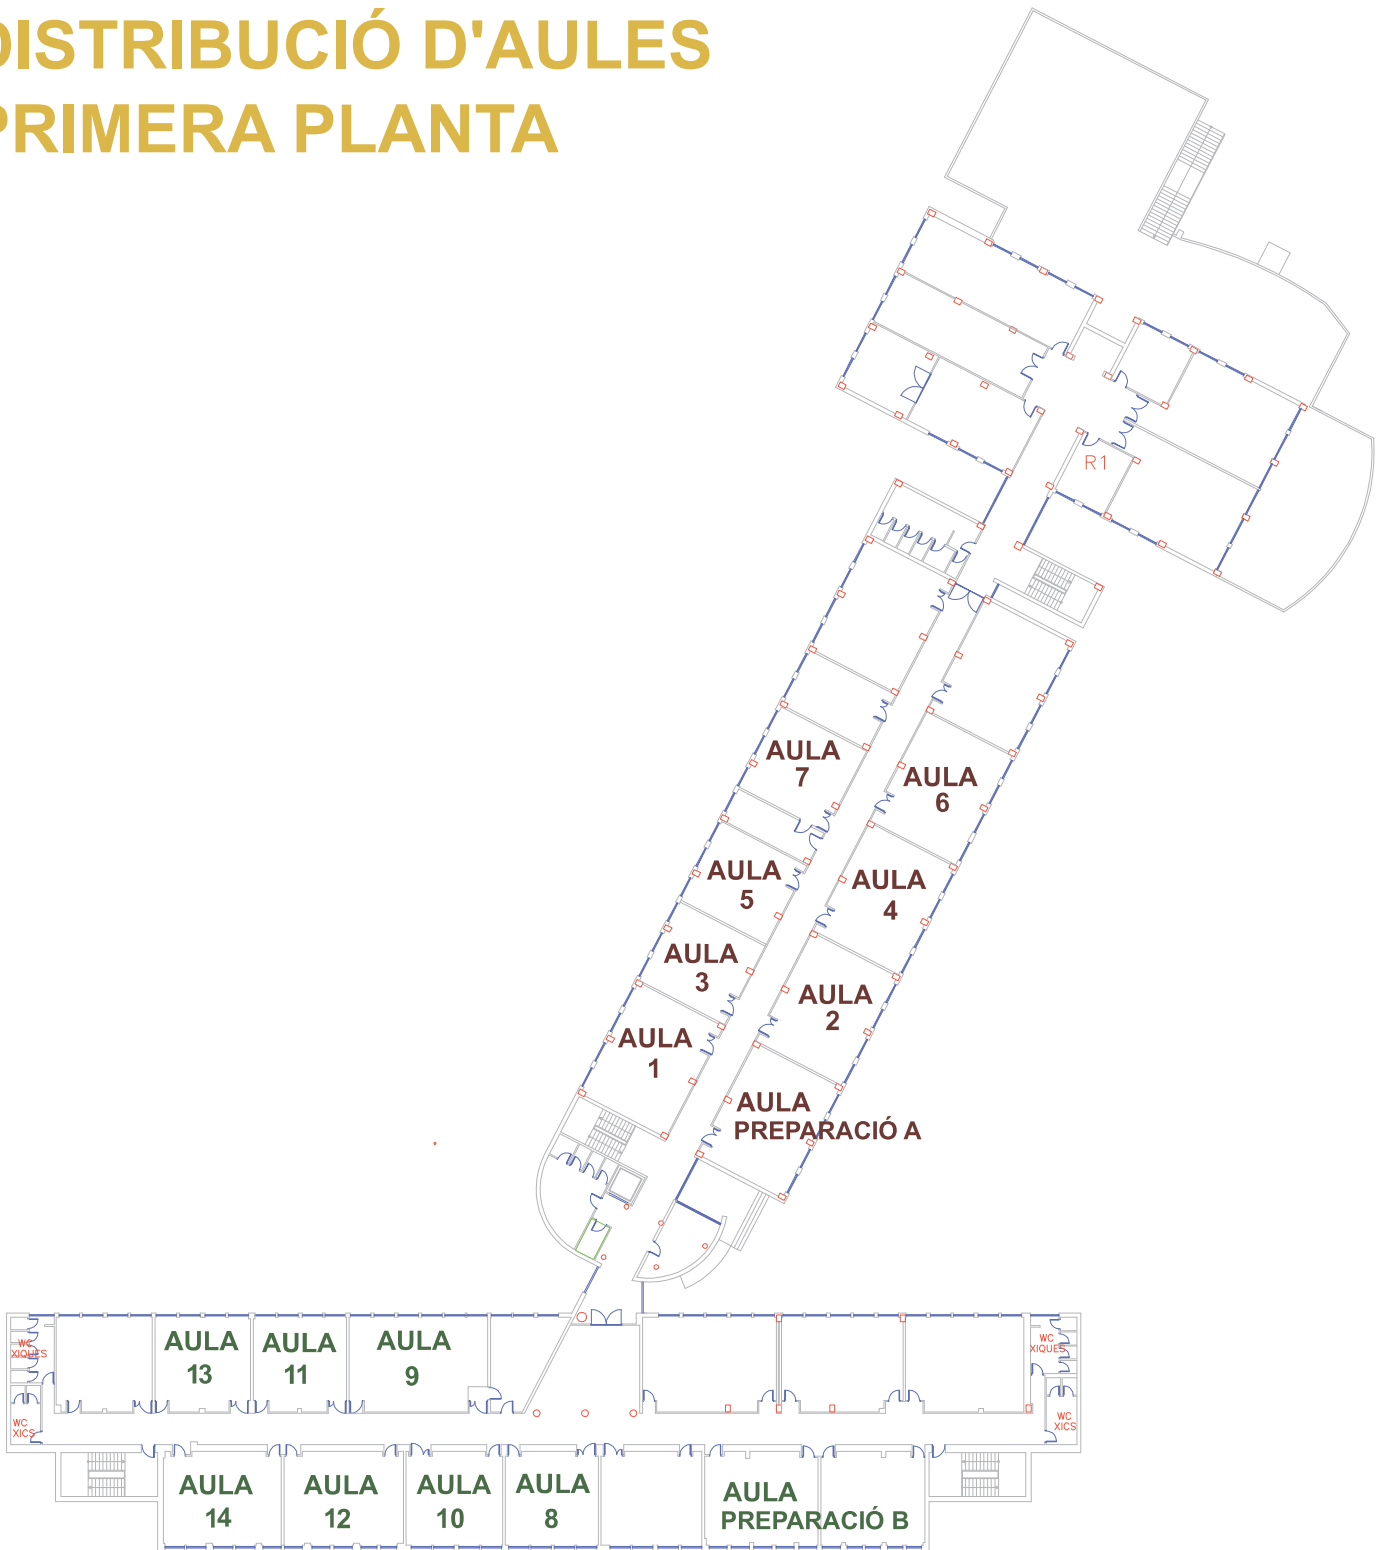 DISTRIBUCIÓ D'AULES
PRIMERA PLANTA
R1
AULA
7
AULA
6
AULA
5
AULA
4
AULA
3
AULA
2
AULA
1
AULA
PREPARACIÓ A
WC
XIQUES
AULA
13
AULA
11
AULA
9
WC
XIQUES
WC
XICS
WC
XICS
AULA
14
AULA
12
AULA
10
AULA
8
AULA
PREPARACIÓ B